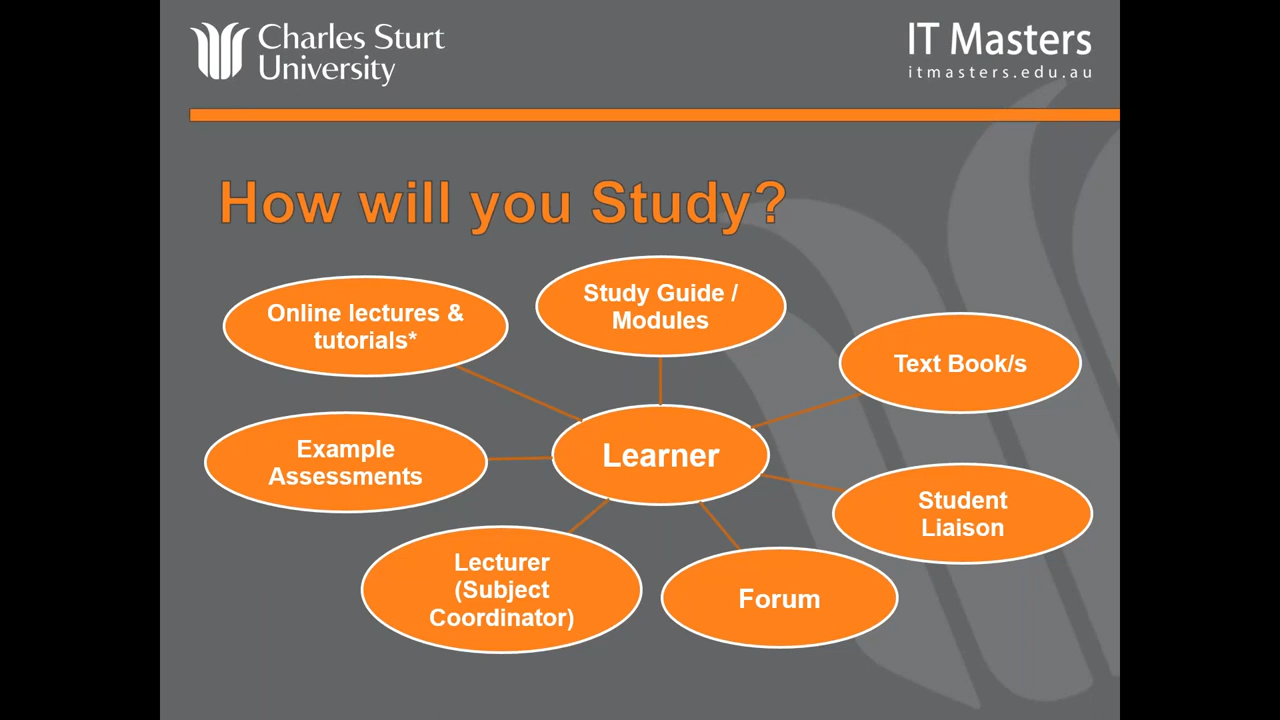 Charles Sturt
University
IT Masters
itmasters.edu.au
How will you Study?
Online lectures &
tutorials*
Study Guide /
Modules
Text Book/s
Example
Assessments
Learner
Student
Liaison
Lecturer
(Subject
Coordinator)
Forum